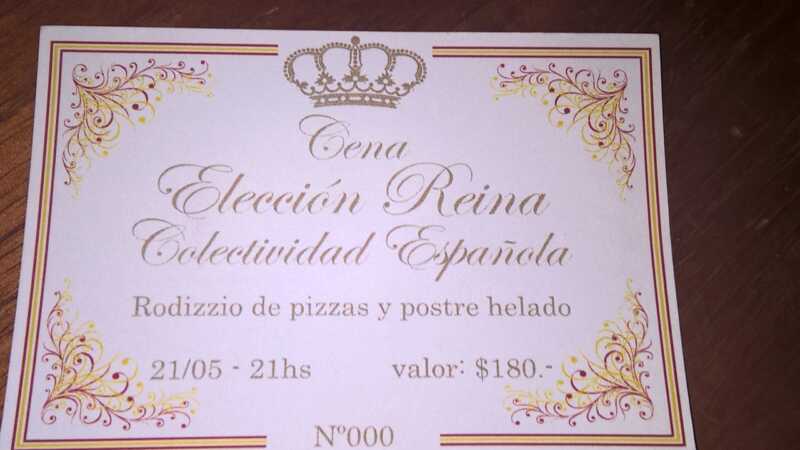 Cena
Elección Reina
Colectividad Española
Rodizzio de pizzas y postre helado
21/05 - 21hs valor: $180.-
Nº000